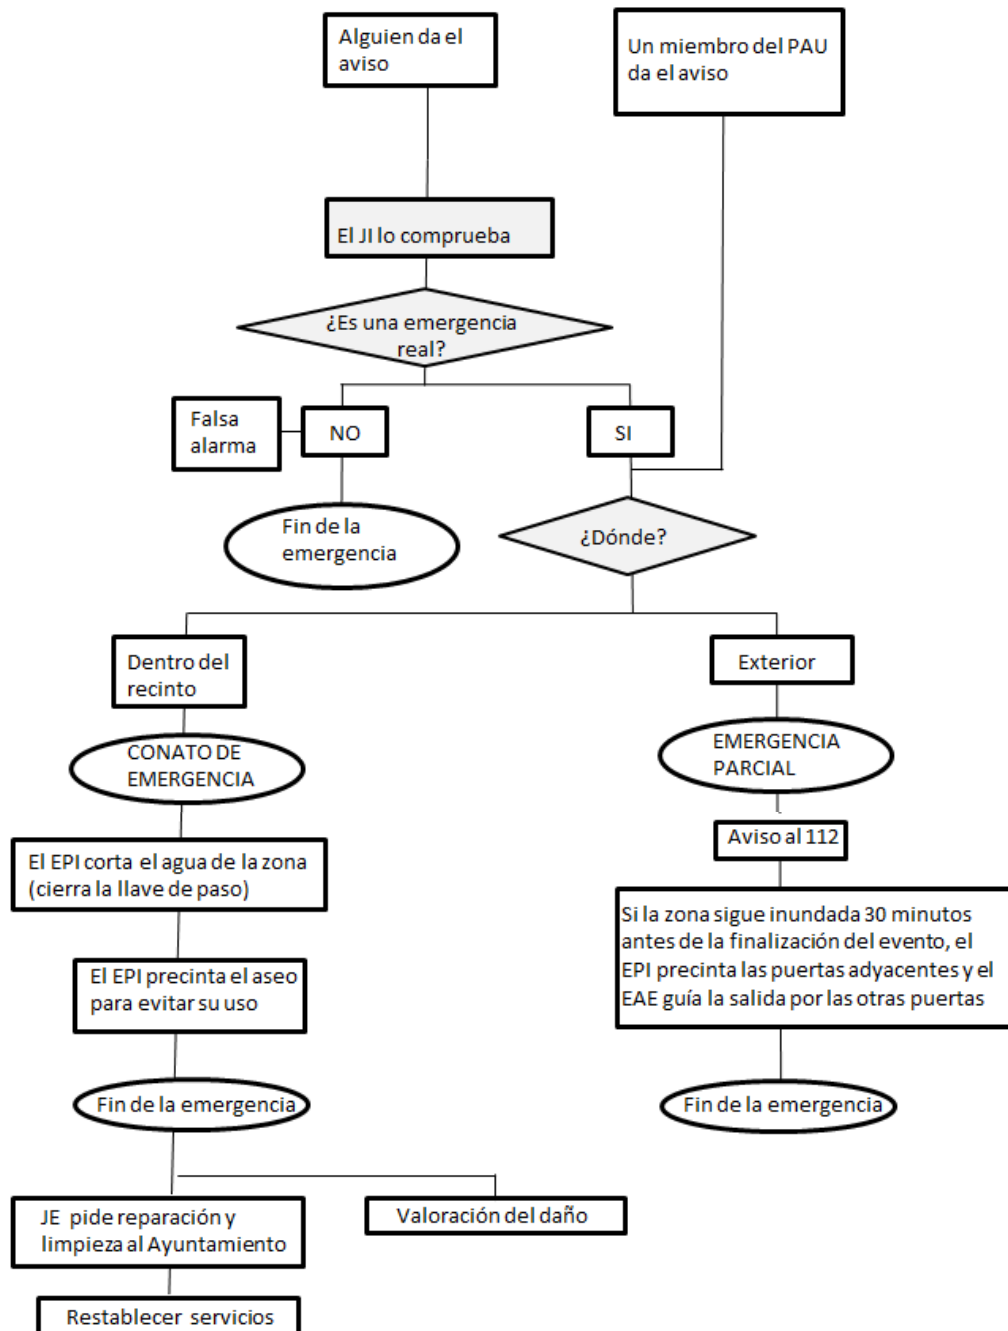 Alguien da el
aviso
Un miembro del PAU
da el aviso
El JI lo comprueba
¿Es una emergencia
real?
Falsa
alarma
NO
SI
Fin de la
emergencia
¿Dónde?
Dentro del
recinto
Exterior
CONATO DE
EMERGENCIA
EMERGENCIA
PARCIAL
Aviso al 112
El EPI corta el agua de la zona
(cierra la llave de paso)
Si la zona sigue inundada 30 minutos
antes de la finalización del evento, el
EPI precinta las puertas adyacentes y el
EAE guía la salida por las otras puertas
El EPI precinta el aseo
para evitar su uso
Fin de la emergencia
Fin de la emergencia
JE pide reparación y
limpieza al Ayuntamiento
Valoración del daño
Restablecer servicios